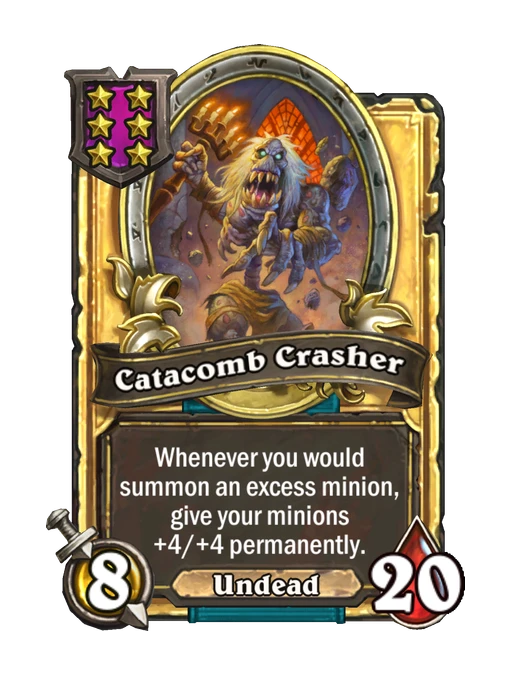 Catacomb Crasher
Whenever you would
summon an excess minion,
give your minions
+4/+4 permanently.
8
Undead
20